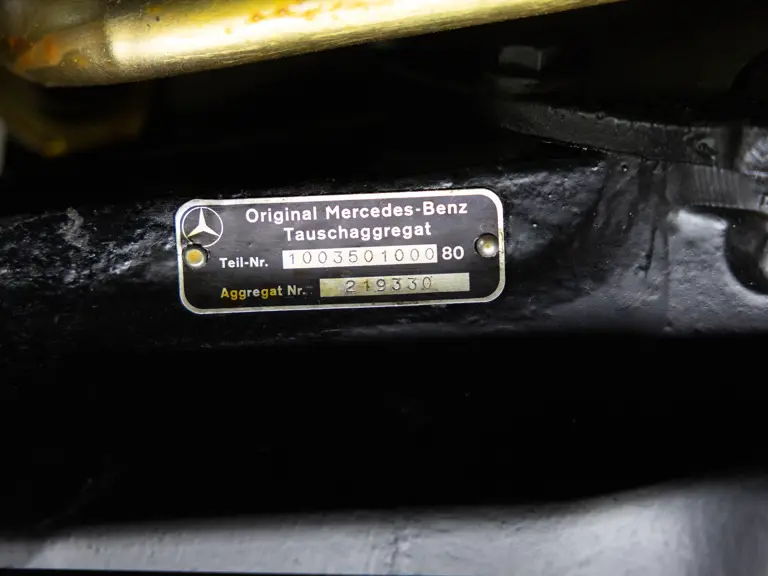 Original Mercedes-Benz
Tauschaggregat
Teil-Nr. 1003501000 80
Aggregat Nr. 219330